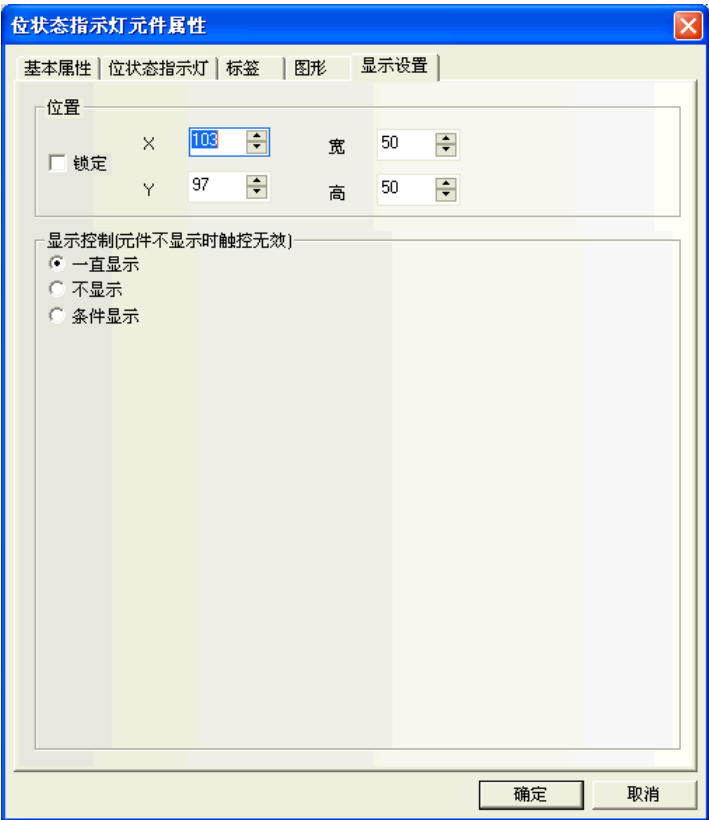 位状态指示灯元件属性
基本属性 位状态指示灯 标签 图形 显示设置
位置
X 103 宽 50
锁定
Y 97 高 50
显示控制(元件不显示时触控无效)
一直显示
不显示
条件显示
确定 取消